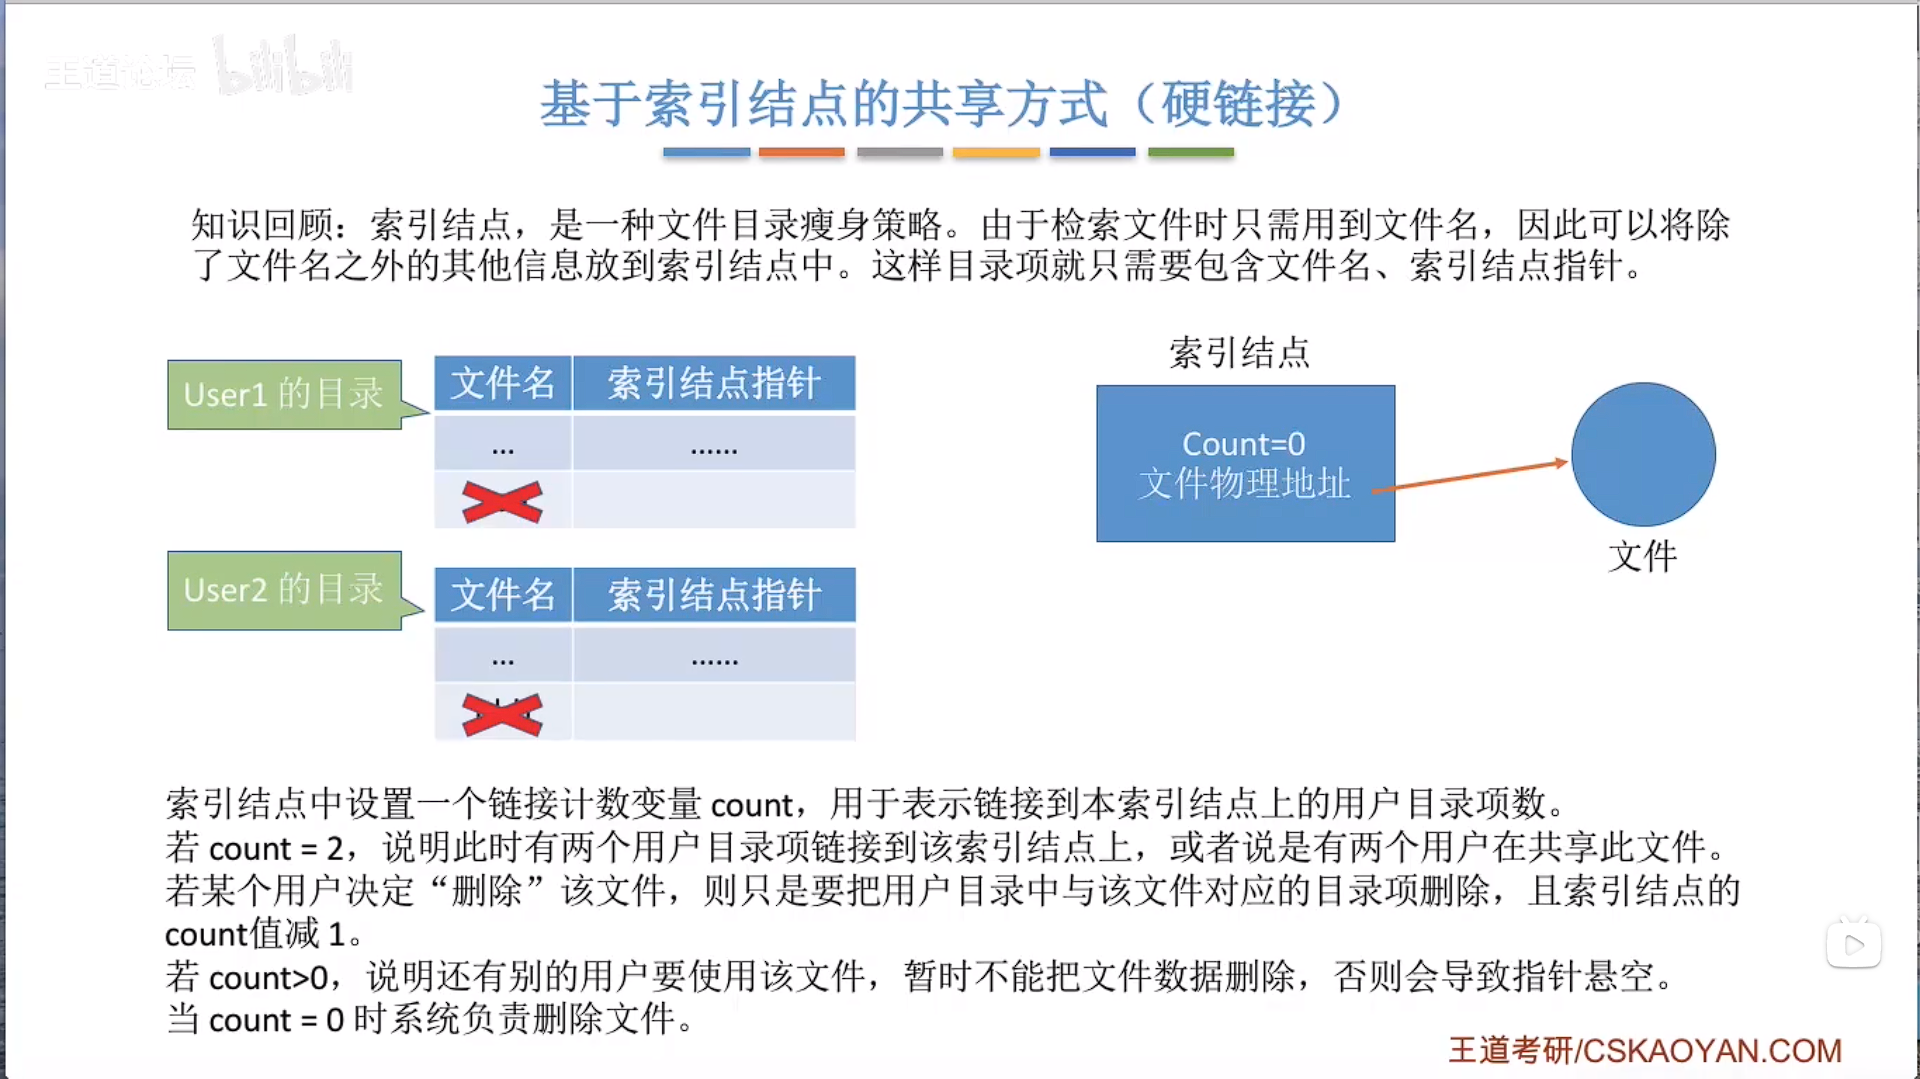 王道论坛 bilibili
基于索引结点的共享方式（硬链接）
知识回顾：索引结点，是一种文件目录瘦身策略。由于检索文件时只需用到文件名，因此可以将除
了文件名之外的其他信息放到索引结点中。这样目录项就只需要包含文件名、索引结点指针。
User1 的目录
文件名 索引结点指针
... ......
索引结点
Count=0
文件物理地址
文件
User2 的目录
文件名 索引结点指针
... ......
索引结点中设置一个链接计数变量 count，用于表示链接到本索引结点上的用户目录项数。
若 count = 2，说明此时有两个用户目录项链接到该索引结点上，或者说是有两个用户在共享此文件。
若某个用户决定“删除”该文件，则只是要把用户目录中与该文件对应的目录项删除，且索引结点的
count值减 1。
若 count>0，说明还有别的用户要使用该文件，暂时不能把文件数据删除，否则会导致指针悬空。
当 count = 0 时系统负责删除文件。
王道考研/CSKAOYAN.COM